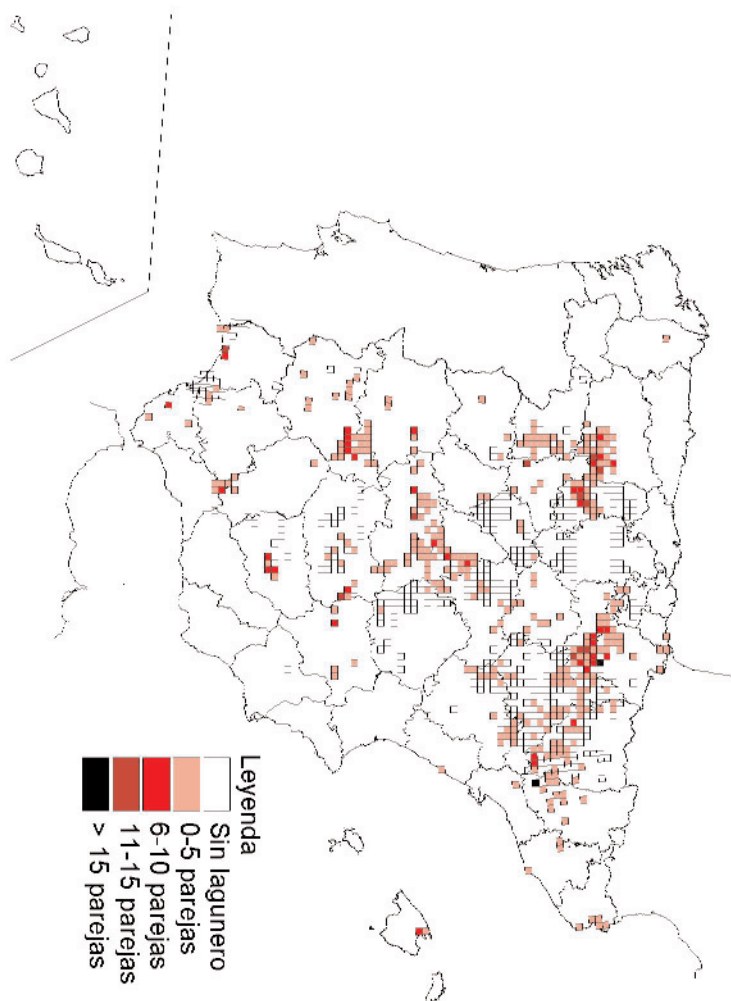 Leyenda
Sin lagunero
0-5 parejas
6-10 parejas
11-15 parejas
> 15 parejas